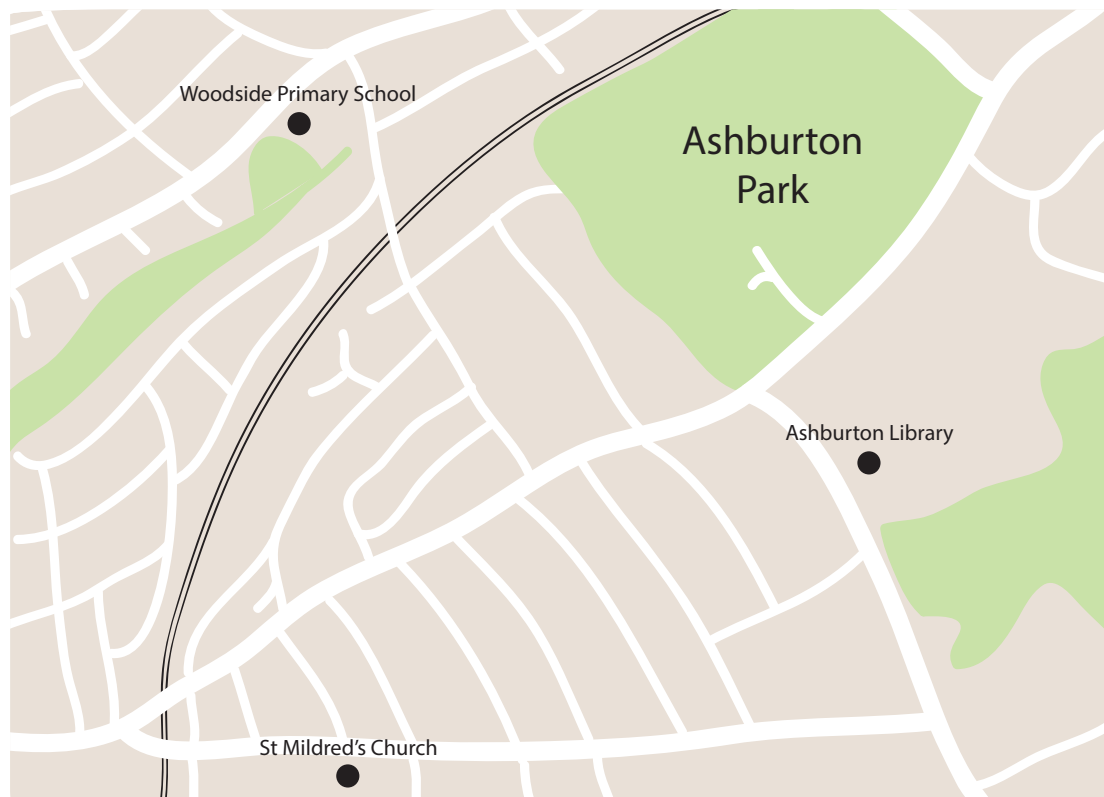 Woodside Primary School
Ashburton
Park
Ashburton Library
St Mildred's Church